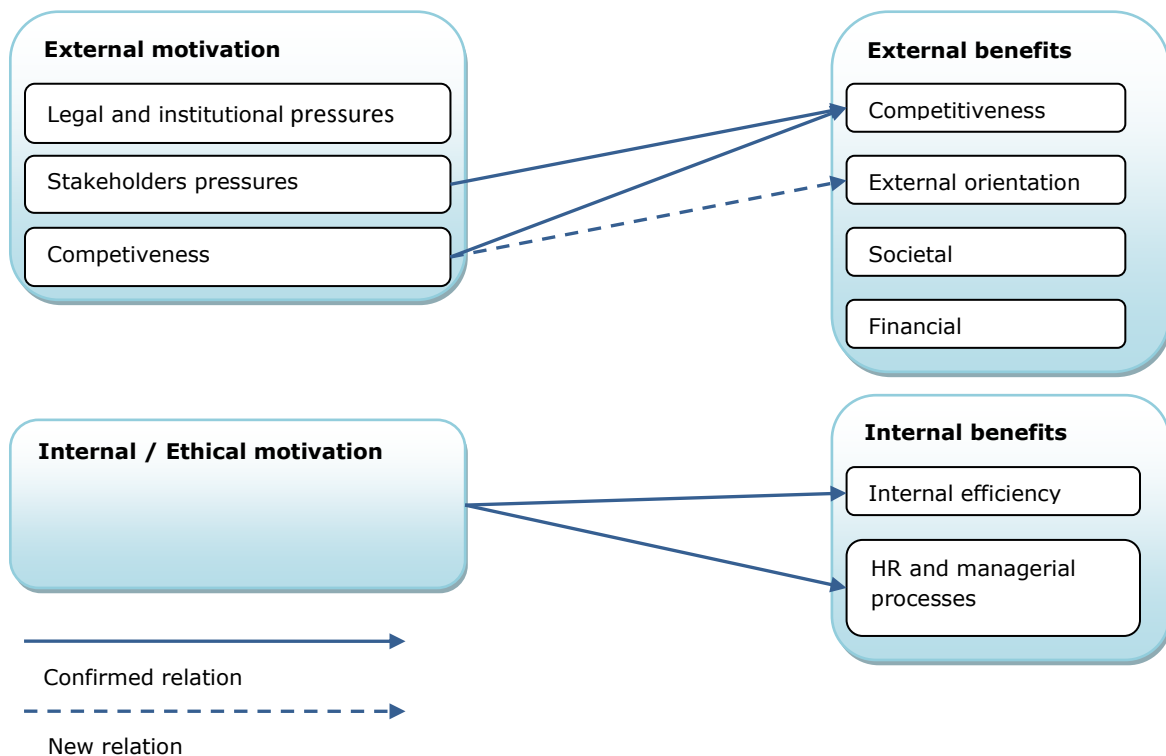 External motivation
Legal and institutional pressures
Stakeholders pressures
Competiveness
External benefits
Competitiveness
External orientation
Societal
Financial
Internal / Ethical motivation
Internal benefits
Internal efficiency
HR and managerial
processes
Confirmed relation
New relation